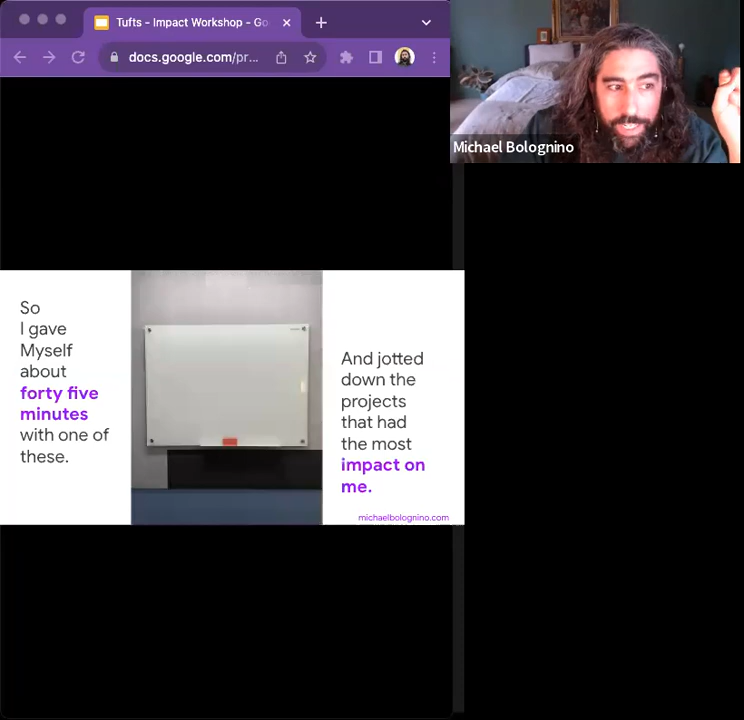 Tufts - Impact Workshop - Go
docs.google.com/pr...
Michael Bolognino
So
I gave
Myself
about
forty five
minutes
with one of
these.
And jotted
down the
projects
that had
the most
impact on
me.
michaelbolognino.com